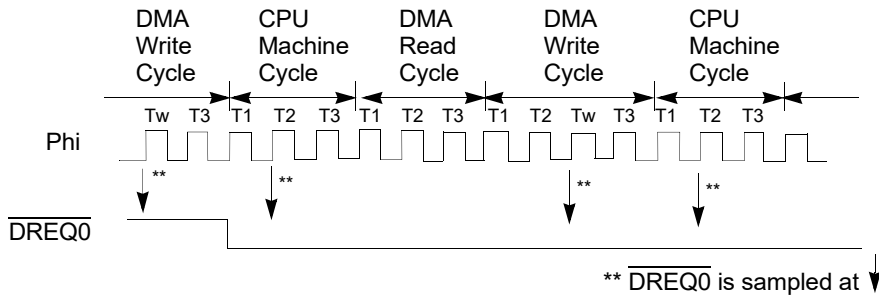 DMA Write Cycle
CPU Machine Cycle
DMA Read Cycle
DMA Write Cycle
CPU Machine Cycle
Tw T3 T1 T2 T3 T1 T2 T3 T1 T2 Tw T3 T1 T2 T3
Phi
** ** ** **
DREQ0
** DREQ0 is sampled at